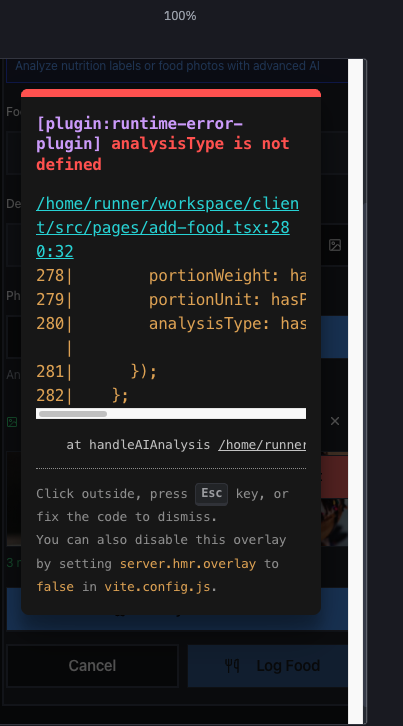 100%
Analyze nutrition labels or food photos with advanced AI
[plugin:runtime-error-
plugin] analysisType is not
defined
/home/runner/workspace/clien
t/src/pages/add-food.tsx:28
0:32
278| portionWeight: ha
279| portionUnit: hasP
280| analysisType: has
|
281| });
282| };
at handleAIAnalysis /home/runner
Click outside, press Esc key, or
fix the code to dismiss.
You can also disable this overlay
by setting server.hmr.overlay to
false in vite.config.js.
Cancel
Log Food